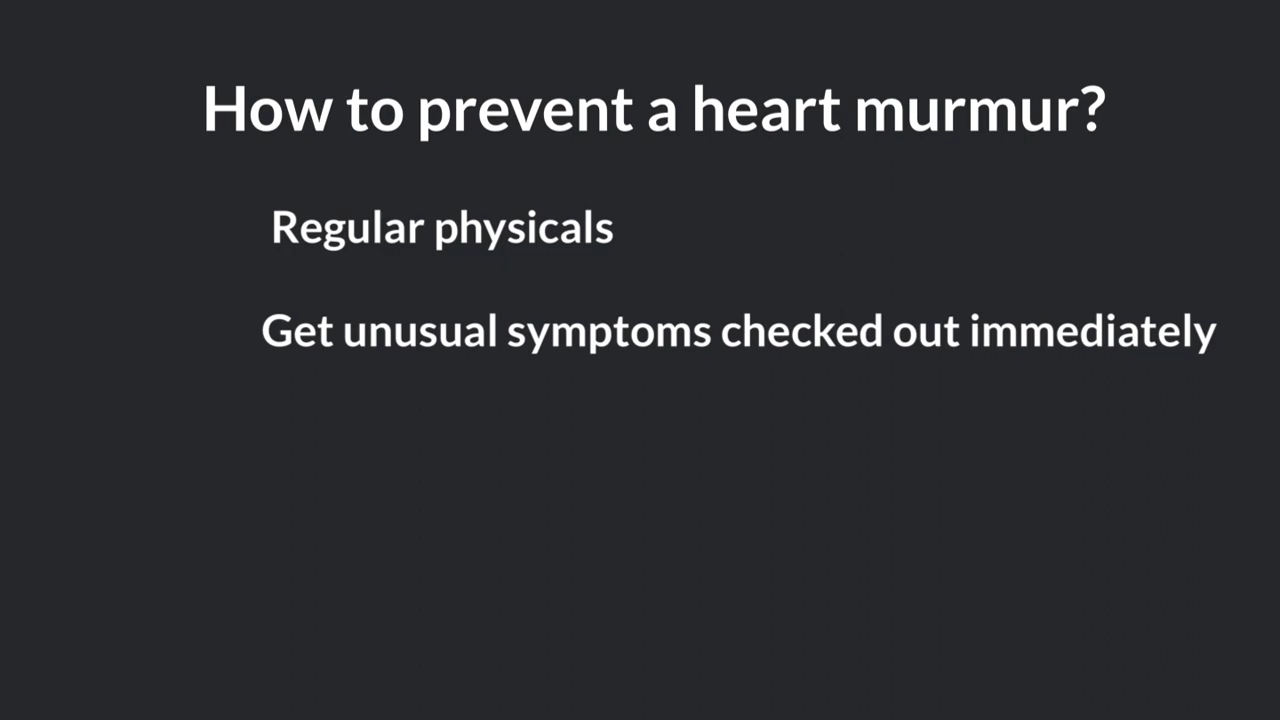 How to prevent a heart murmur?
Regular physicals
Get unusual symptoms checked out immediately